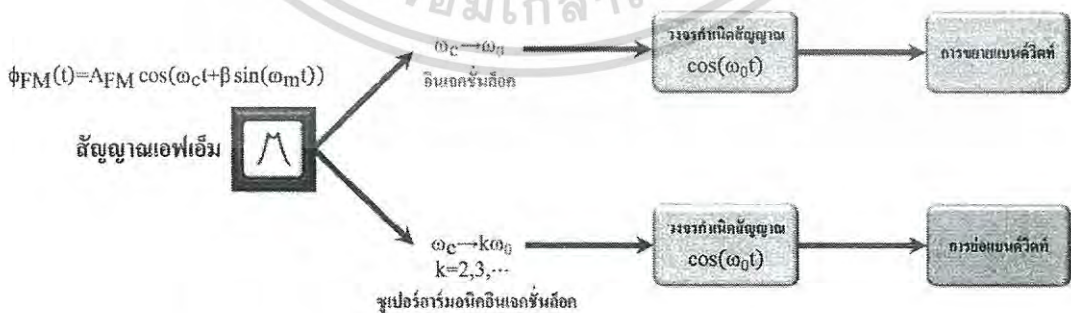 ϕFM(t)=AFM cos(ωct+β sin(ωmt))
สัญญาณเอฟเอ็ม
ωc→ω0
อินเจคชั่นล็อค
วงจรกำเนิดสัญญาณ
cos(ω0t)
การขยายแบนด์วิดท์
ωc→kω0
k=2,3,⋯
ซูเปอร์ฮาร์มอนิคอินเจคชั่นล็อค
วงจรกำเนิดสัญญาณ
cos(ω0t)
การย่อแบนด์วิดท์